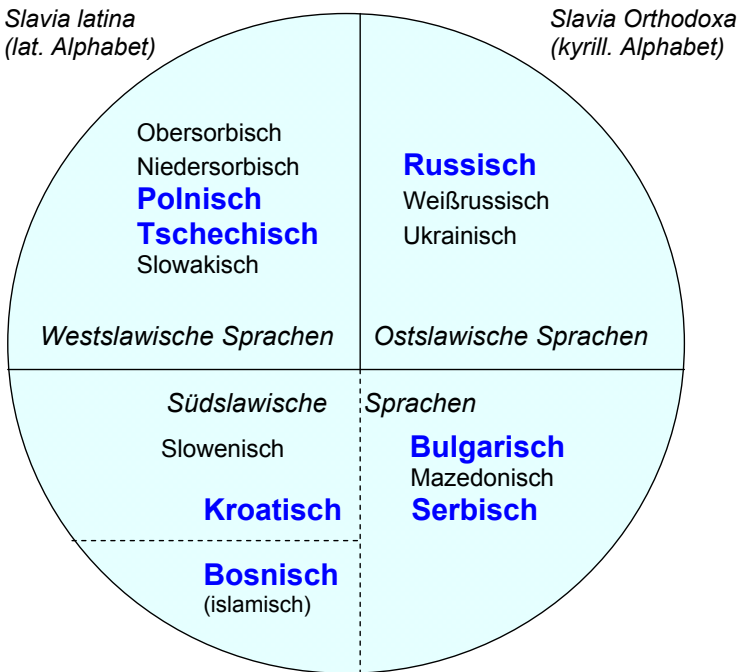 Slavia latina
(lat. Alphabet)
Slavia Orthodoxa
(kyrill. Alphabet)
Obersorbisch
Niedersorbisch
Polnisch
Tschechisch
Slowakisch
Russisch
Weißrussisch
Ukrainisch
Westslawische Sprachen
Ostslawische Sprachen
Südslawische Sprachen
Slowenisch
Kroatisch
Bulgarisch
Mazedonisch
Serbisch
Bosnisch
(islamisch)